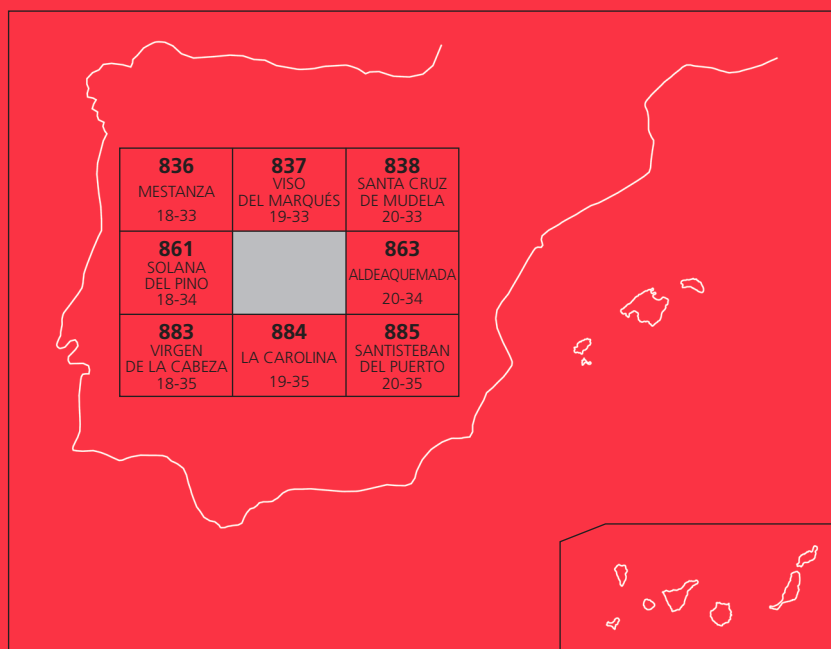 836
MESTANZA
18-33
837
VISO
DEL MARQUÉS
19-33
838
SANTA CRUZ
DE MUDELA
20-33
861
SOLANA
DEL PINO
18-34
863
ALDEAQUEMADA
20-34
883
VIRGEN
DE LA CABEZA
18-35
884
LA CAROLINA
19-35
885
SANTISTEBAN
DEL PUERTO
20-35